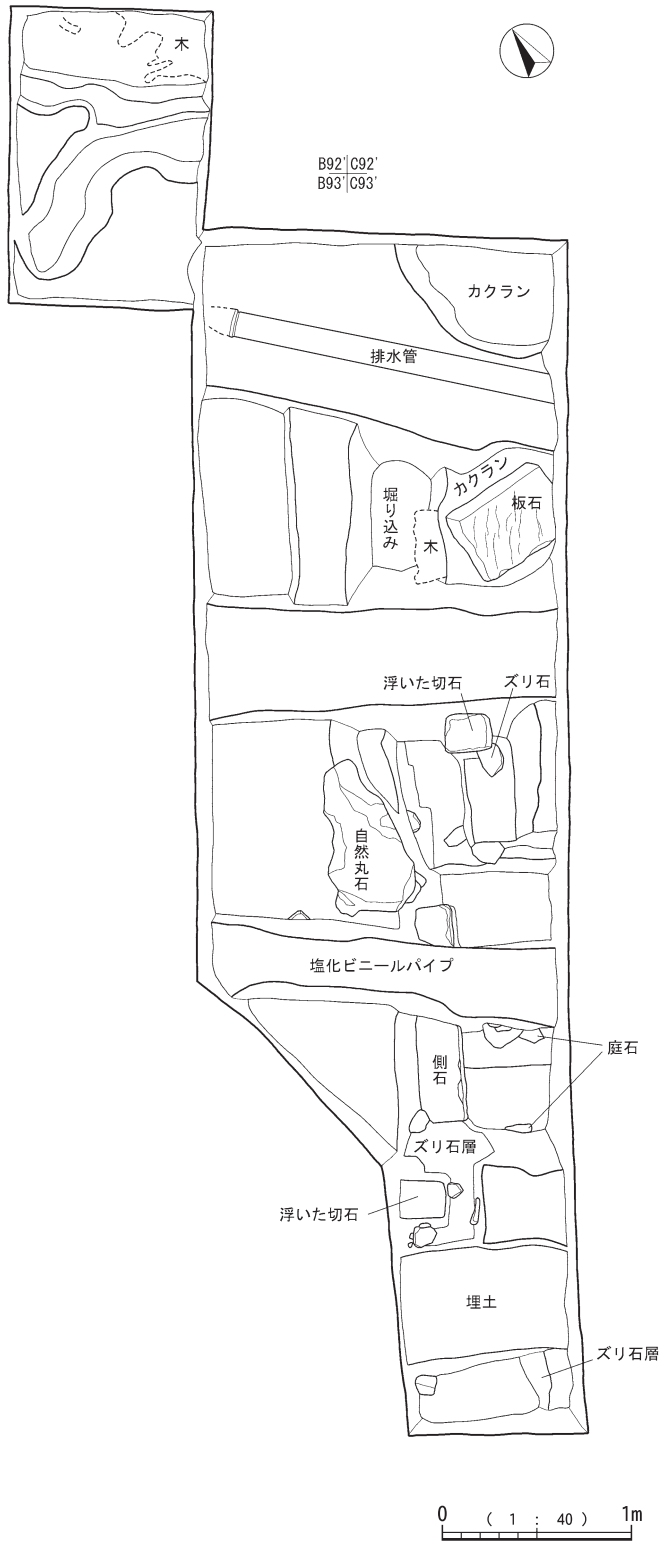 木
B92' C92'
B93' C93'
カクラン
排水管
カクラン
板石
堀り込み
木
浮いた切石
ズリ石
自然丸石
塩化ビニールパイプ
庭石
側石
ズリ石層
浮いた切石
埋土
ズリ石層
0 ( 1 : 40 ) 1m